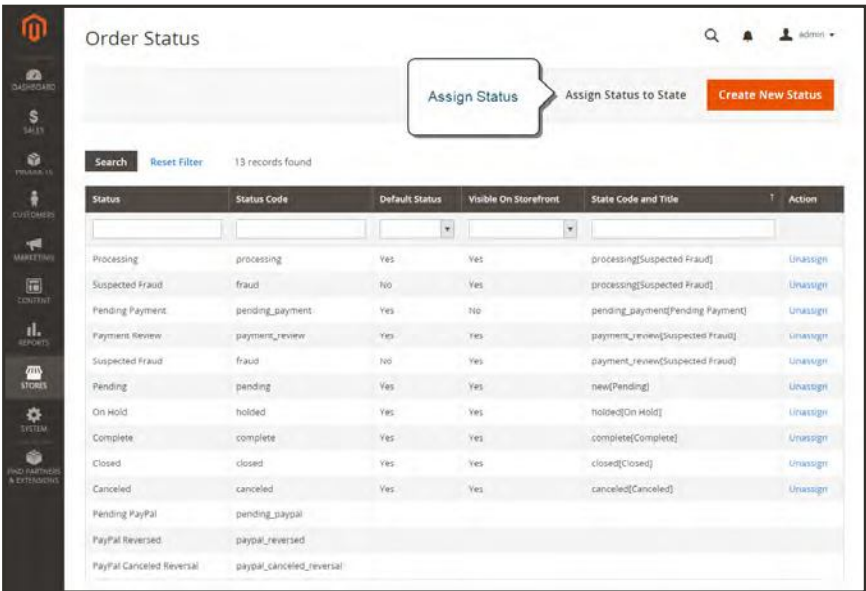 Order Status
admin
DASHBOARD
Assign Status
Assign Status to State
Create New Status
$
SALES
Search Reset Filter 13 records found
PRODUCTS
Status Status Code Default Status Visible On Storefront State Code and Title ↑ Action
CUSTOMERS
MARKETING
Processing processing Yes Yes processing[Suspected Fraud] Unassign
CONTENT
Suspected Fraud fraud No Yes processing[Suspected Fraud] Unassign
Pending Payment pending_payment Yes No pending_payment[Pending Payment] Unassign
REPORTS
Payment Review payment_review Yes Yes payment_review[Suspected Fraud] Unassign
Suspected Fraud fraud No Yes payment_review[Suspected Fraud] Unassign
STORES
Pending pending Yes Yes new[Pending] Unassign
On Hold holded Yes Yes holded[On Hold] Unassign
SYSTEM
Complete complete Yes Yes complete[Complete] Unassign
Closed closed Yes Yes closed[Closed] Unassign
FIND PARTNERS
& EXTENSIONS
Canceled canceled Yes Yes canceled[Canceled] Unassign
Pending PayPal pending_paypal
PayPal Reversed paypal_reversed
PayPal Canceled Reversal paypal_canceled_reversal